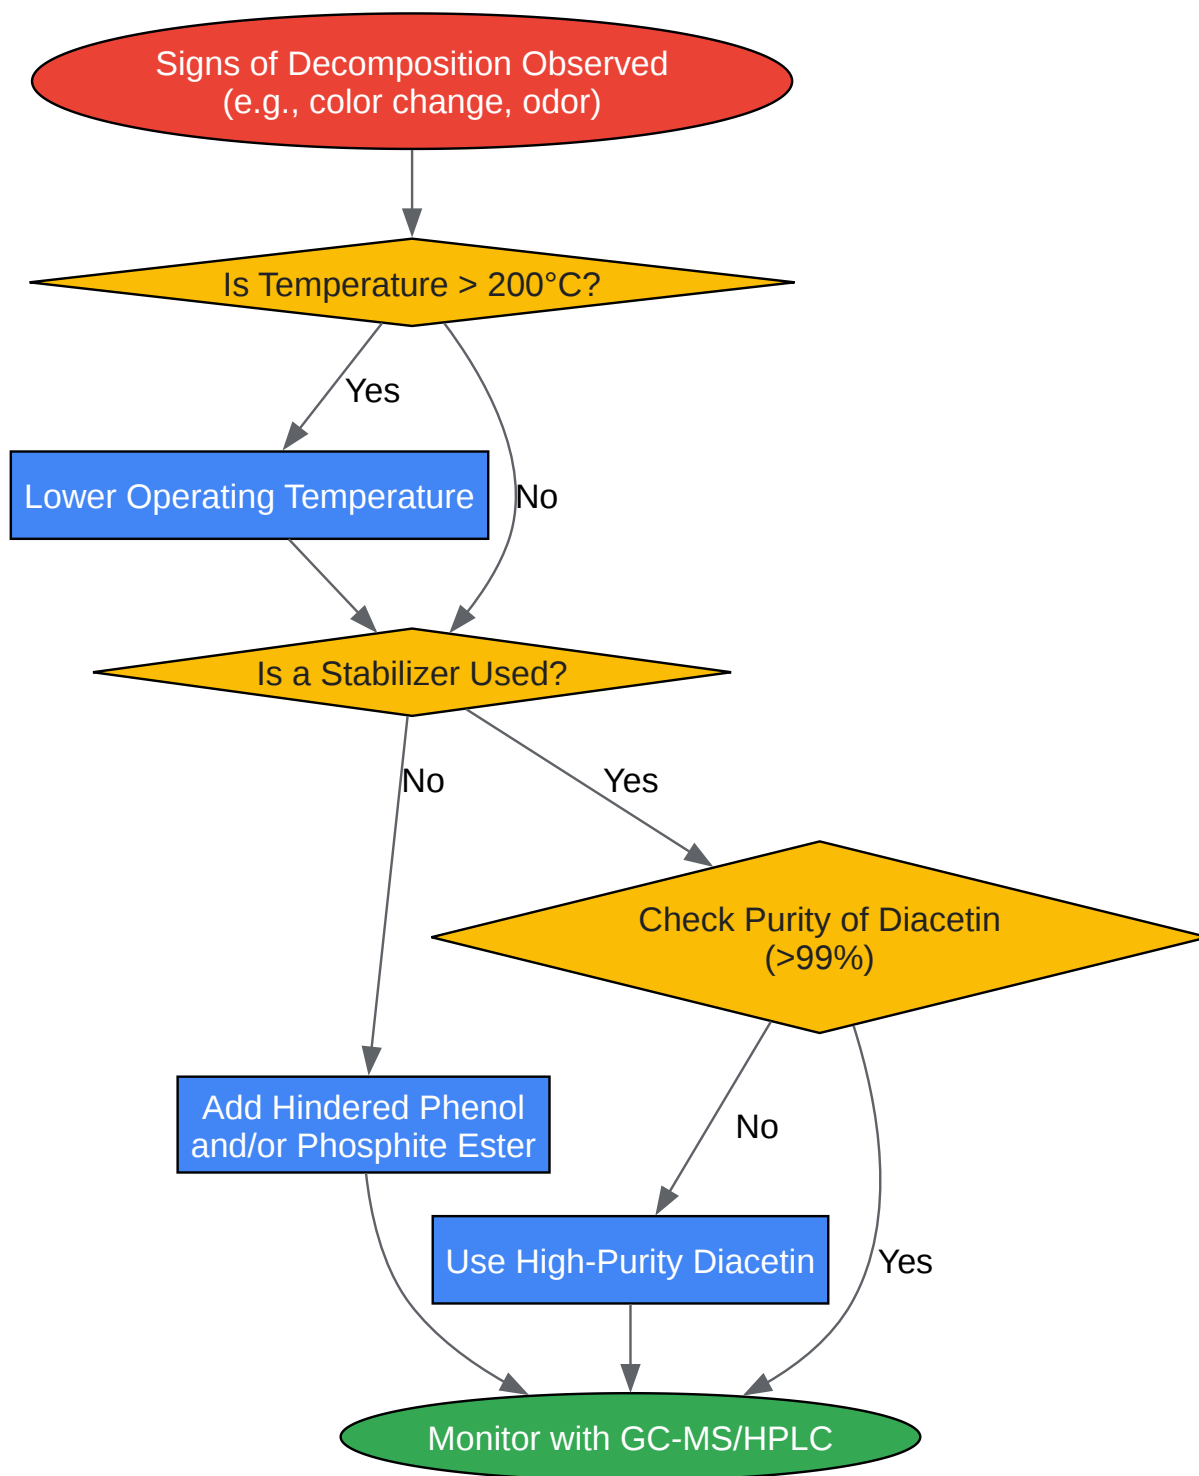 Signs of Decomposition Observed
(e.g., color change, odor)
Is Temperature > 200°C?
Yes
Lower Operating Temperature
No
Is a Stabilizer Used?
No
Yes
Check Purity of Diacetin
(>99%)
Add Hindered Phenol
and/or Phosphite Ester
No
Use High-Purity Diacetin
Yes
Monitor with GC-MS/HPLC